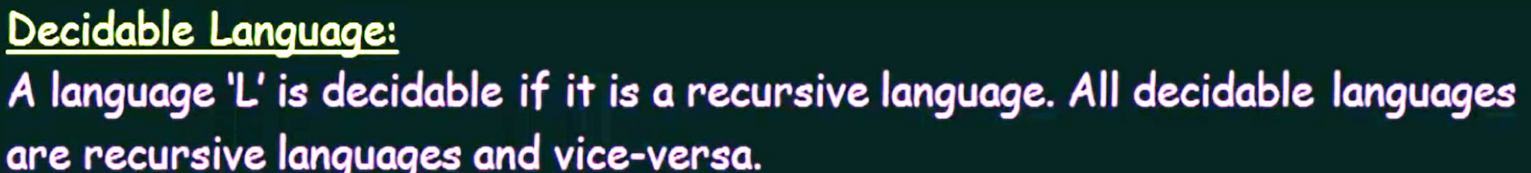 Decidable Language:
A language 'L' is decidable if it is a recursive language. All decidable languages
are recursive languages and vice-versa.